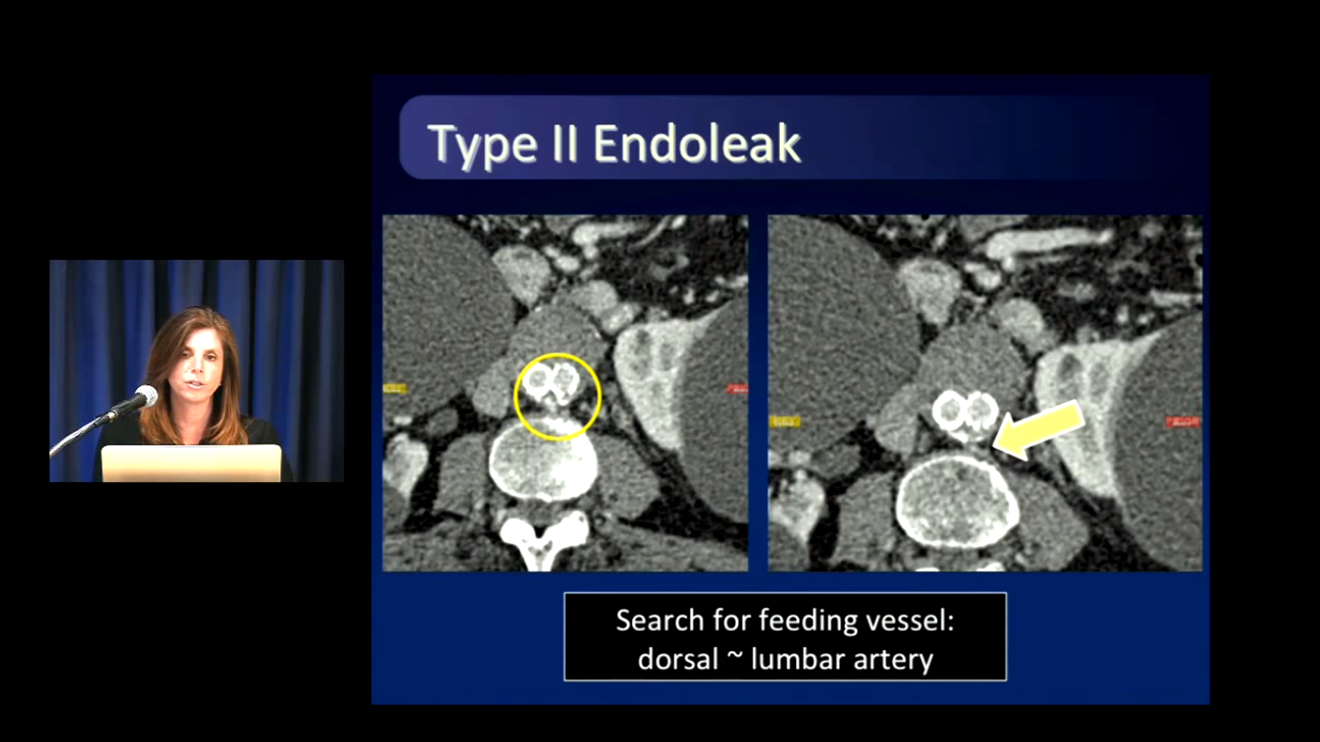 Type II Endoleak
Search for feeding vessel:
dorsal ~ lumbar artery